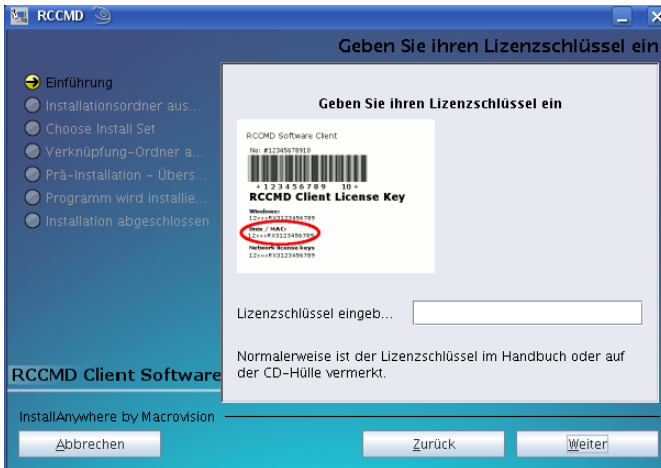 RCCMD
Geben Sie ihren Lizenzschlüssel ein
Einführung
Installationsordner aus...
Choose Install Set
Verknüpfung-Ordner a...
Prä-Installation - Übers...
Programm wird installie...
Installation abgeschlossen
Geben Sie ihren Lizenzschlüssel ein
RCCMD Software Client
No: #12345678910
+ 1 2 3 4 5 6 7 8 9 10 +
RCCMD Client License Key
Windows:
12xxxRX3123456789
Unix / MAC:
12xxxRX3123456789
Network license keys
12xxxRX3123456789
Lizenzschlüssel eingeb...
Normalerweise ist der Lizenzschlüssel im Handbuch oder auf
der CD-Hülle vermerkt.
RCCMD Client Software
InstallAnywhere by Macrovision
Abbrechen
Zurück
Weiter